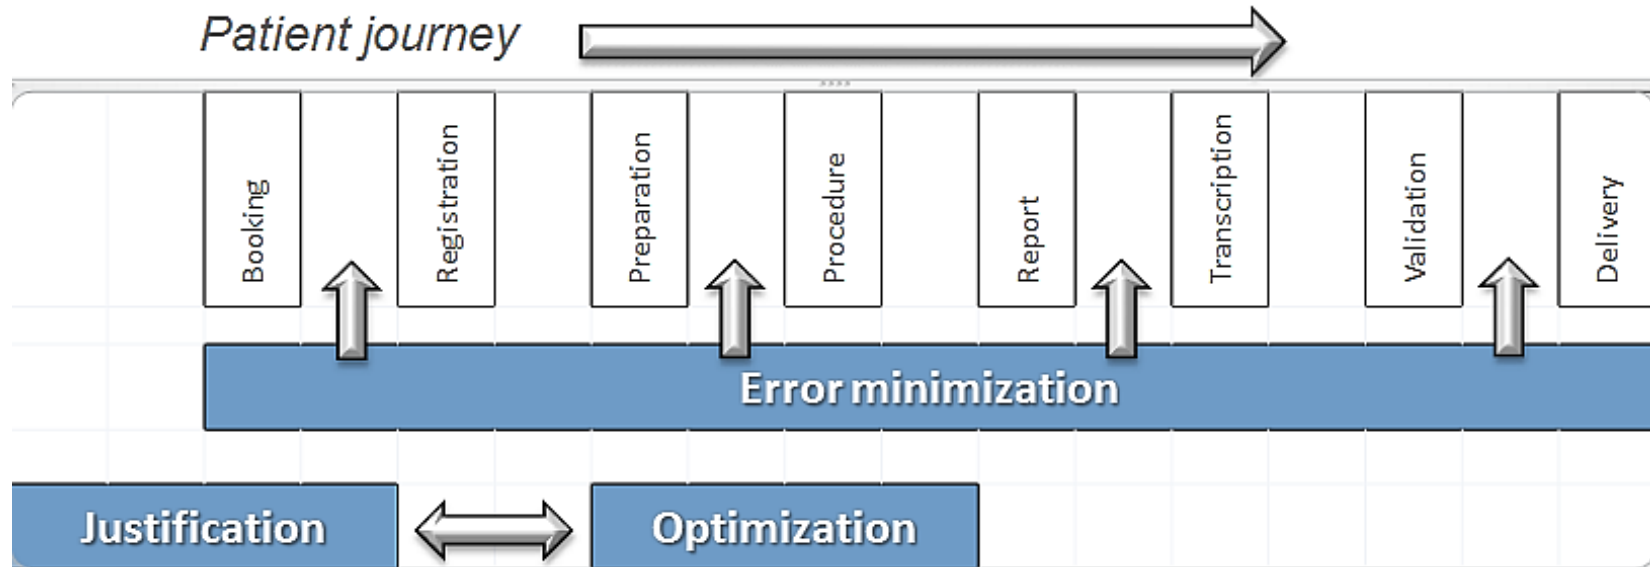 Patient journey
Booking
Registration
Preparation
Procedure
Report
Transcription
Validation
Delivery
Error minimization
Justification
Optimization